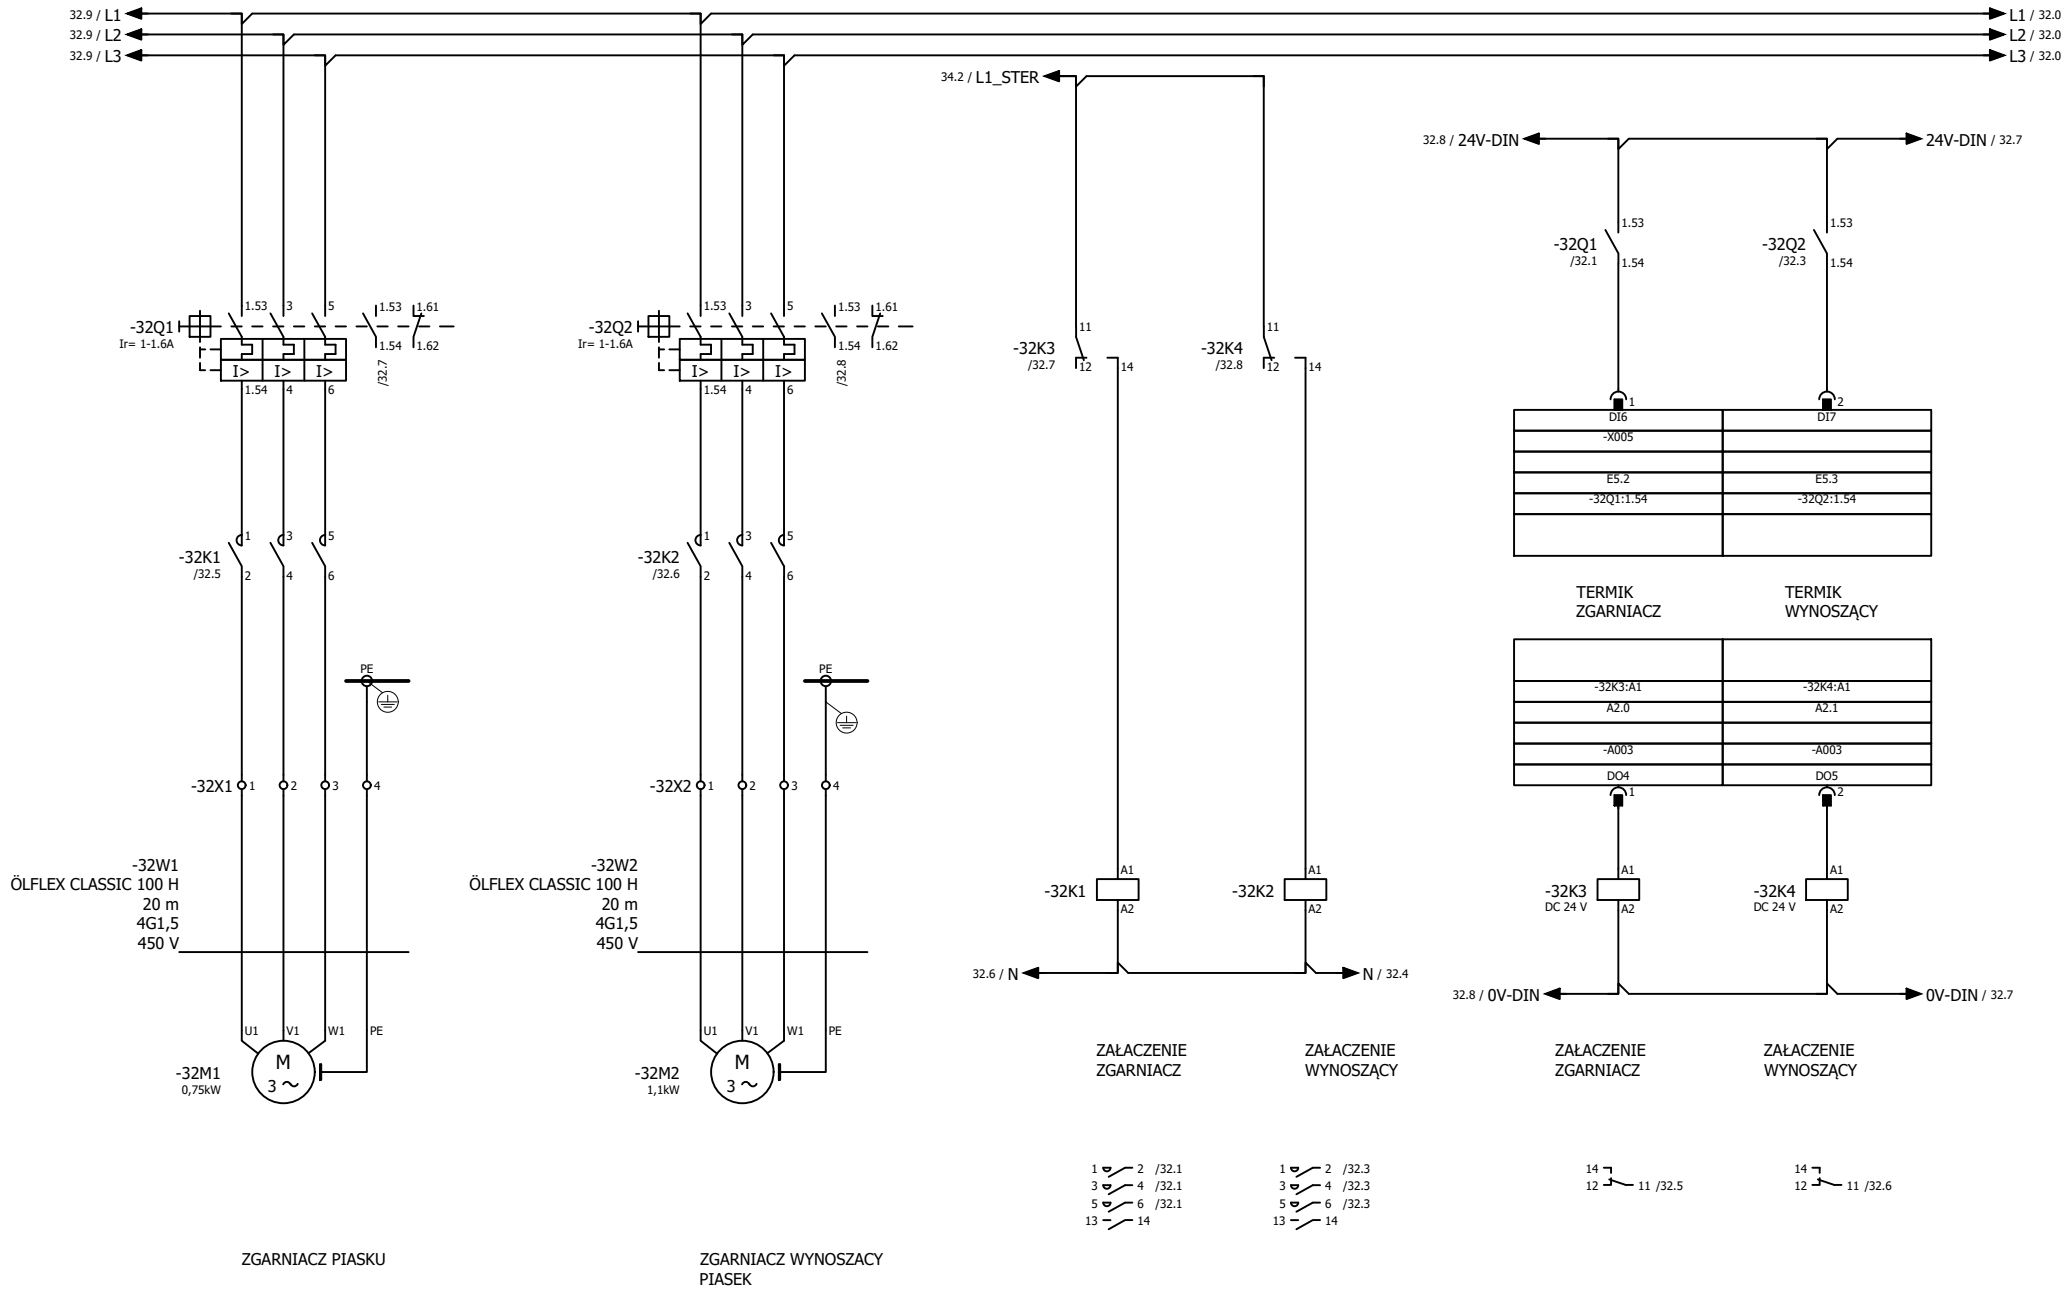 32.9 / L1
32.9 / L2
32.9 / L3
L1 / 32.0
L2 / 32.0
L3 / 32.0
34.2 / L1_STER
32.8 / 24V-DIN
24V-DIN / 32.7
-32Q1
Ir= 1-1.6A
1.53 3 5 1.53 1.61
1.54 1.62
I> I> I>
1.54 4 6
/32.7
-32Q2
Ir= 1-1.6A
1.53 3 5 1.53 1.61
1.54 1.62
I> I> I>
1.54 4 6
/32.8
-32K3
/32.7
11
12 14
-32K4
/32.8
11
12 14
-32Q1
/32.1
1.53
1.54
-32Q2
/32.3
1.53
1.54
1 2
DI6 DI7
-X005
E5.2 E5.3
-32Q1:1.54 -32Q2:1.54
TERMIK
ZGARNIACZ
TERMIK
WYNOSZĄCY
-32K1
/32.5
1 3 5
2 4 6
-32K2
/32.6
1 3 5
2 4 6
PE
PE
-32K3:A1 -32K4:A1
A2.0 A2.1
-A003 -A003
DO4 DO5
1 2
-32X1 1 2 3 4
-32X2 1 2 3 4
-32W1
ÖLFLEX CLASSIC 100 H
20 m
4G1,5
450 V
-32W2
ÖLFLEX CLASSIC 100 H
20 m
4G1,5
450 V
-32K1
A1
A2
-32K2
A1
A2
-32K3
DC 24 V
A1
A2
-32K4
DC 24 V
A1
A2
32.6 / N
N / 32.4
32.8 / 0V-DIN
0V-DIN / 32.7
U1 V1 W1 PE
-32M1
0,75kW
M
3 ~
U1 V1 W1 PE
-32M2
1,1kW
M
3 ~
ZAŁACZENIE
ZGARNIACZ
ZAŁACZENIE
WYNOSZĄCY
ZAŁACZENIE
ZGARNIACZ
ZAŁACZENIE
WYNOSZĄCY
1 2 /32.1
3 4 /32.1
5 6 /32.1
13 14
1 2 /32.3
3 4 /32.3
5 6 /32.3
13 14
14
12 11 /32.5
14
12 11 /32.6
ZGARNIACZ PIASKU
ZGARNIACZ WYNOSZACY
PIASEK